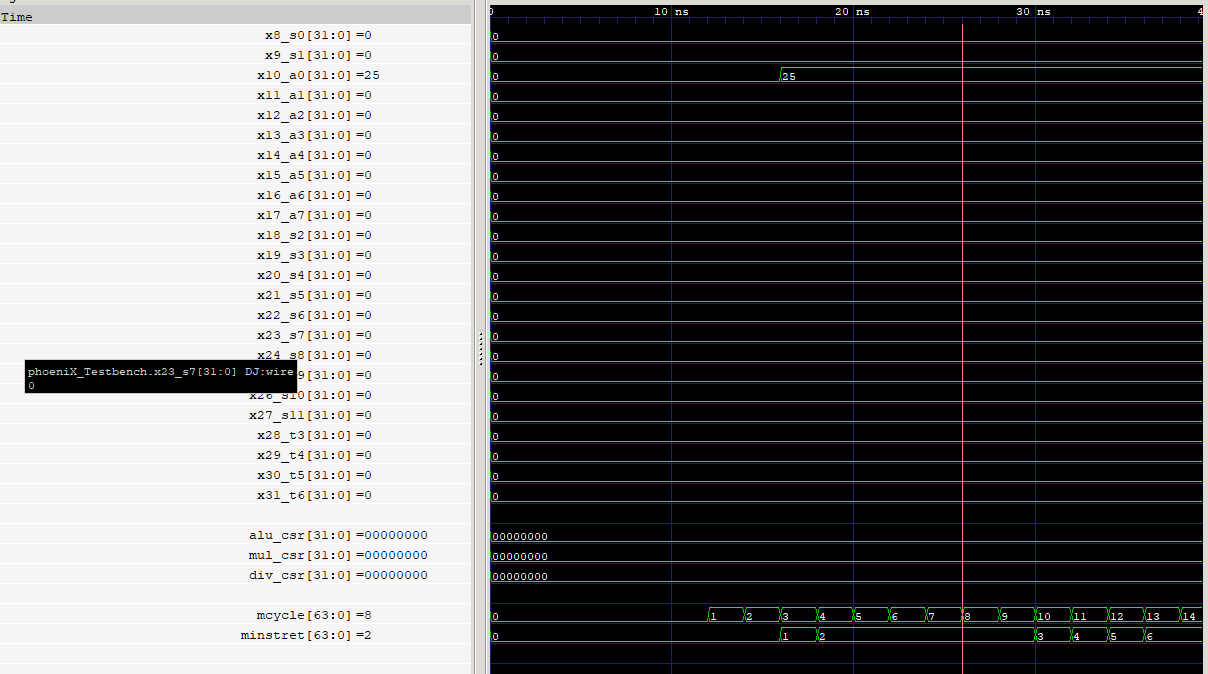 Time
0 10 ns 20 ns 30 ns 4
x8_s0[31:0] =0 0
x9_s1[31:0] =0 0
x10_a0[31:0] =25 0 25
x11_a1[31:0] =0 0
x12_a2[31:0] =0 0
x13_a3[31:0] =0 0
x14_a4[31:0] =0 0
x15_a5[31:0] =0 0
x16_a6[31:0] =0 0
x17_a7[31:0] =0 0
x18_s2[31:0] =0 0
x19_s3[31:0] =0 0
x20_s4[31:0] =0 0
x21_s5[31:0] =0 0
x22_s6[31:0] =0 0
x23_s7[31:0] =0 0
x24_s8[31:0] =0 0
phoeniX_Testbench.x23_s7[31:0] DJ:wire
0
9[31:0] =0 0
x26_s10[31:0] =0 0
x27_s11[31:0] =0 0
x28_t3[31:0] =0 0
x29_t4[31:0] =0 0
x30_t5[31:0] =0 0
x31_t6[31:0] =0 0
alu_csr[31:0] =00000000 00000000
mul_csr[31:0] =00000000 00000000
div_csr[31:0] =00000000 00000000
mcycle[63:0] =8 0 1 2 3 4 5 6 7 8 9 10 11 12 13 14
minstret[63:0] =2 0 1 2 3 4 5 6